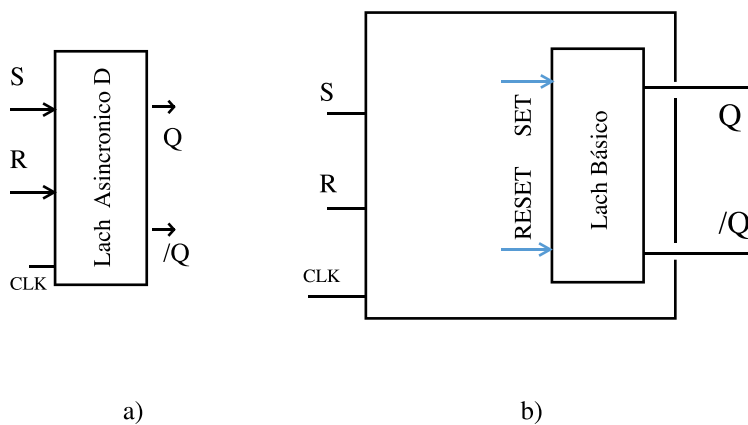 S
R
CLK
Lach Asincronico D
Q
/Q
a)
S
R
CLK
SET
RESET
Lach Básico
Q
/Q
b)